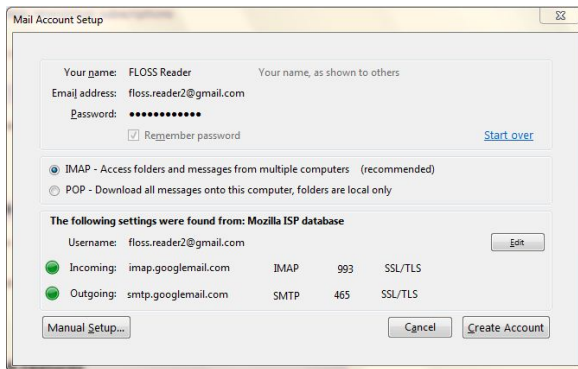 Mail Account Setup
Your name: FLOSS Reader Your name, as shown to others
Email address: floss.reader2@gmail.com
Password: ●●●●●●●●●●●●
Remember password Start over
IMAP - Access folders and messages from multiple computers (recommended)
POP - Download all messages onto this computer, folders are local only
The following settings were found from: Mozilla ISP database
Username: floss.reader2@gmail.com Edit
Incoming: imap.googlemail.com IMAP 993 SSL/TLS
Outgoing: smtp.googlemail.com SMTP 465 SSL/TLS
Manual Setup... Cancel Create Account